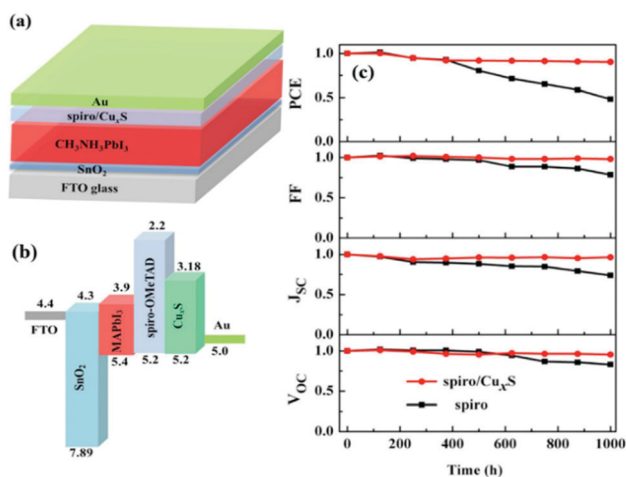 (a)
Au
spiro/CuₓS
CH₃NH₃PbI₃
SnO₂
FTO glass
(b)
4.4
FTO
4.3
SnO₂
7.89
3.9
MAPbI₃
5.4
2.2
spiro-OMeTAD
5.2
3.18
CuₓS
5.2
Au
5.0
(c)
PCE
1.0
0.5
0.0
FF
1.0
0.5
0.0
J_SC
1.0
0.5
0.0
V_OC
1.0
0.5
0.0
spiro/CuₓS
spiro
0 200 400 600 800 1000
Time (h)